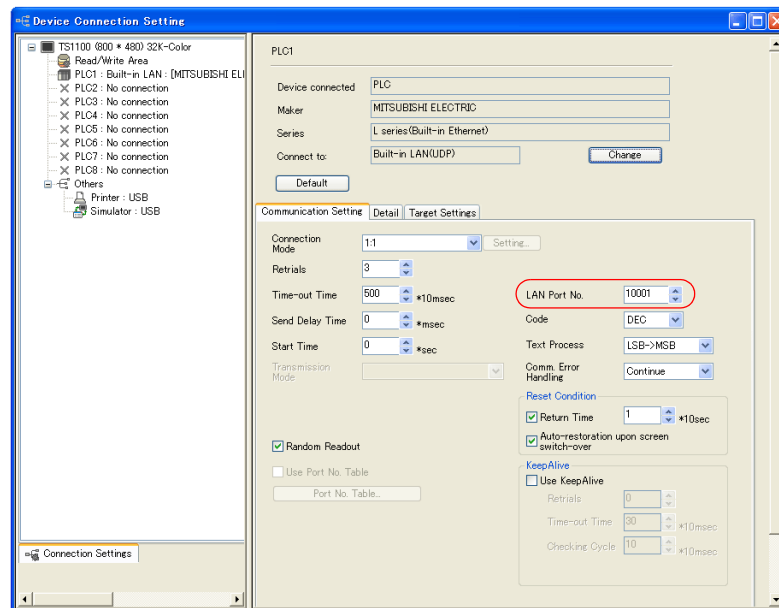 Device Connection Setting
TS1100 (800 * 480) 32K-Color
Read/Write Area
PLC1 : Built-in LAN : [MITSUBISHI ELI
PLC2 : No connection
PLC3 : No connection
PLC4 : No connection
PLC5 : No connection
PLC6 : No connection
PLC7 : No connection
PLC8 : No connection
Others
Printer : USB
Simulator : USB
Connection Settings
PLC1
Device connected PLC
Maker MITSUBISHI ELECTRIC
Series L series(Built-in Ethernet)
Connect to: Built-in LAN(UDP) Change
Default
Communication Setting Detail Target Settings
Connection Mode 1:1 Setting...
Retrials 3
Time-out Time 500 *10msec
Send Delay Time 0 *msec
Start Time 0 *sec
Transmission Mode
Random Readout
Use Port No. Table
Port No. Table...
LAN Port No. 10001
Code DEC
Text Process LSB->MSB
Comm. Error Handling Continue
Reset Condition
Return Time 1 *10sec
Auto-restoration upon screen switch-over
KeepAlive
Use KeepAlive
Retrials 0
Time-out Time 30 *10msec
Checking Cycle 10 *10msec